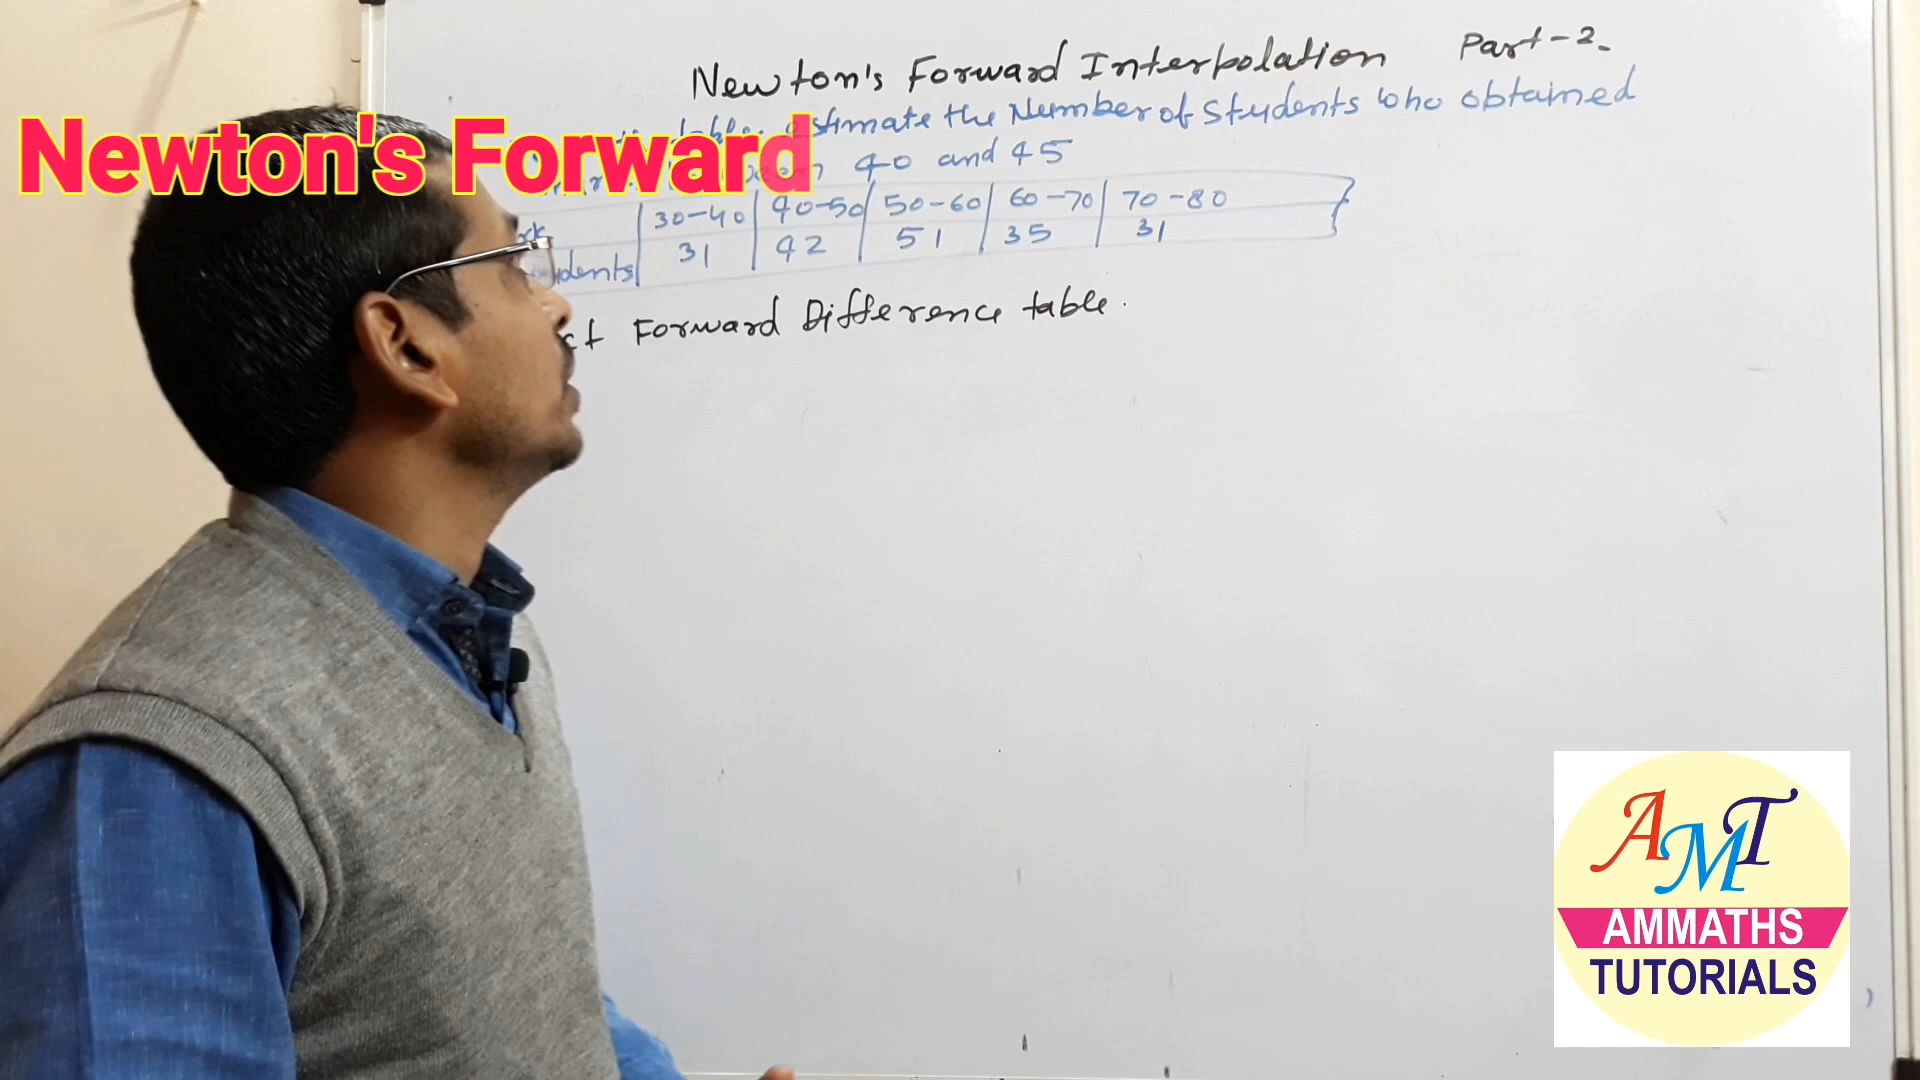 Newton's Forward Interpolation Part-2.
estimate the Number of Students who obtained
Newton's Forward
40 and 45
30-40 40-50 50-60 60-70 70-80
31 42 51 35 31
Forward Difference table.
AMT
AMMATHS
TUTORIALS